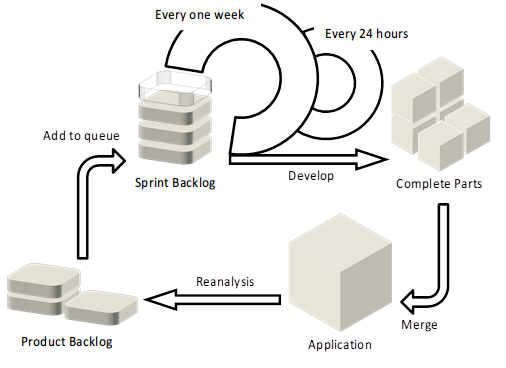 Every one week
Every 24 hours
Add to queue
Sprint Backlog
Develop
Complete Parts
Reanalysis
Merge
Product Backlog
Application